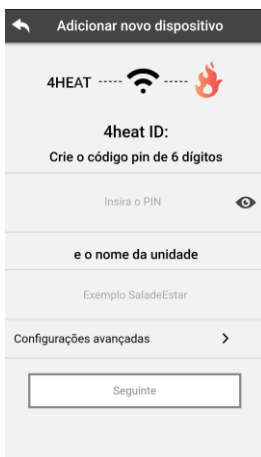 Adicionar novo dispositivo
4HEAT
4heat ID:
Crie o código pin de 6 dígitos
Insira o PIN
e o nome da unidade
Exemplo SaladeEstar
Configurações avançadas
Seguinte